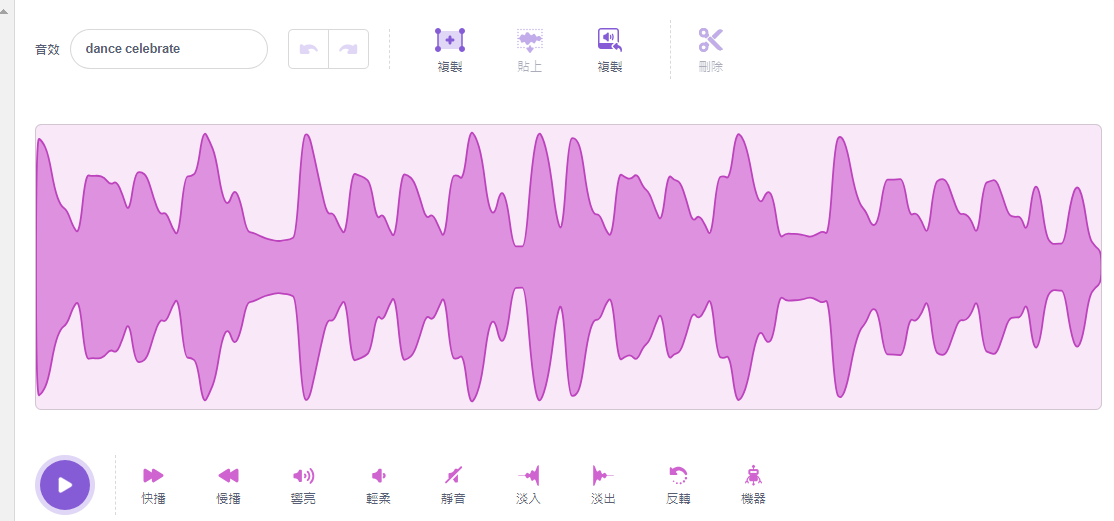 音效 dance celebrate
複製 貼上 複製 刪除
快播 慢播 響亮 輕柔 靜音 淡入 淡出 反轉 機器